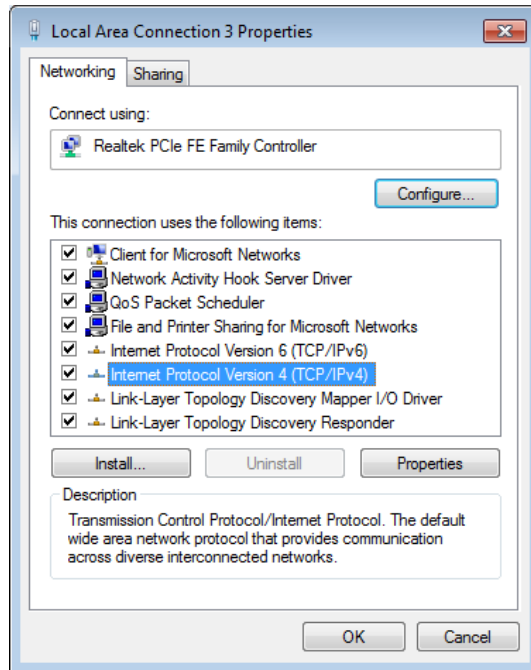 Local Area Connection 3 Properties
Networking
Sharing
Connect using:
Realtek PCIe FE Family Controller
Configure...
This connection uses the following items:
Client for Microsoft Networks
Network Activity Hook Server Driver
QoS Packet Scheduler
File and Printer Sharing for Microsoft Networks
Internet Protocol Version 6 (TCP/IPv6)
Internet Protocol Version 4 (TCP/IPv4)
Link-Layer Topology Discovery Mapper I/O Driver
Link-Layer Topology Discovery Responder
Install...
Uninstall
Properties
Description
Transmission Control Protocol/Internet Protocol. The default
wide area network protocol that provides communication
across diverse interconnected networks.
OK
Cancel